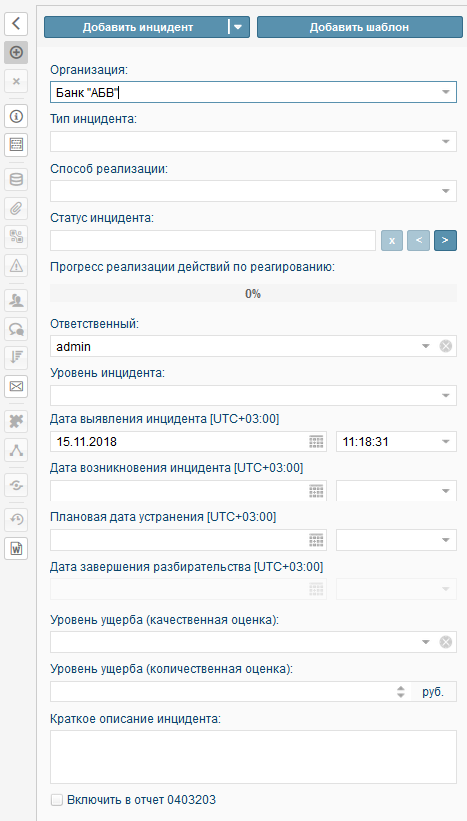 Добавить инцидент
Добавить шаблон
Организация:
Банк "АБВ"
Тип инцидента:
Способ реализации:
Статус инцидента:
x < >
Прогресс реализации действий по реагированию:
0%
Ответственный:
admin
Уровень инцидента:
Дата выявления инцидента [UTC+03:00]
15.11.2018 11:18:31
Дата возникновения инцидента [UTC+03:00]
Плановая дата устранения [UTC+03:00]
Дата завершения разбирательства [UTC+03:00]
Уровень ущерба (качественная оценка):
Уровень ущерба (количественная оценка):
руб.
Краткое описание инцидента:
Включить в отчет 0403203